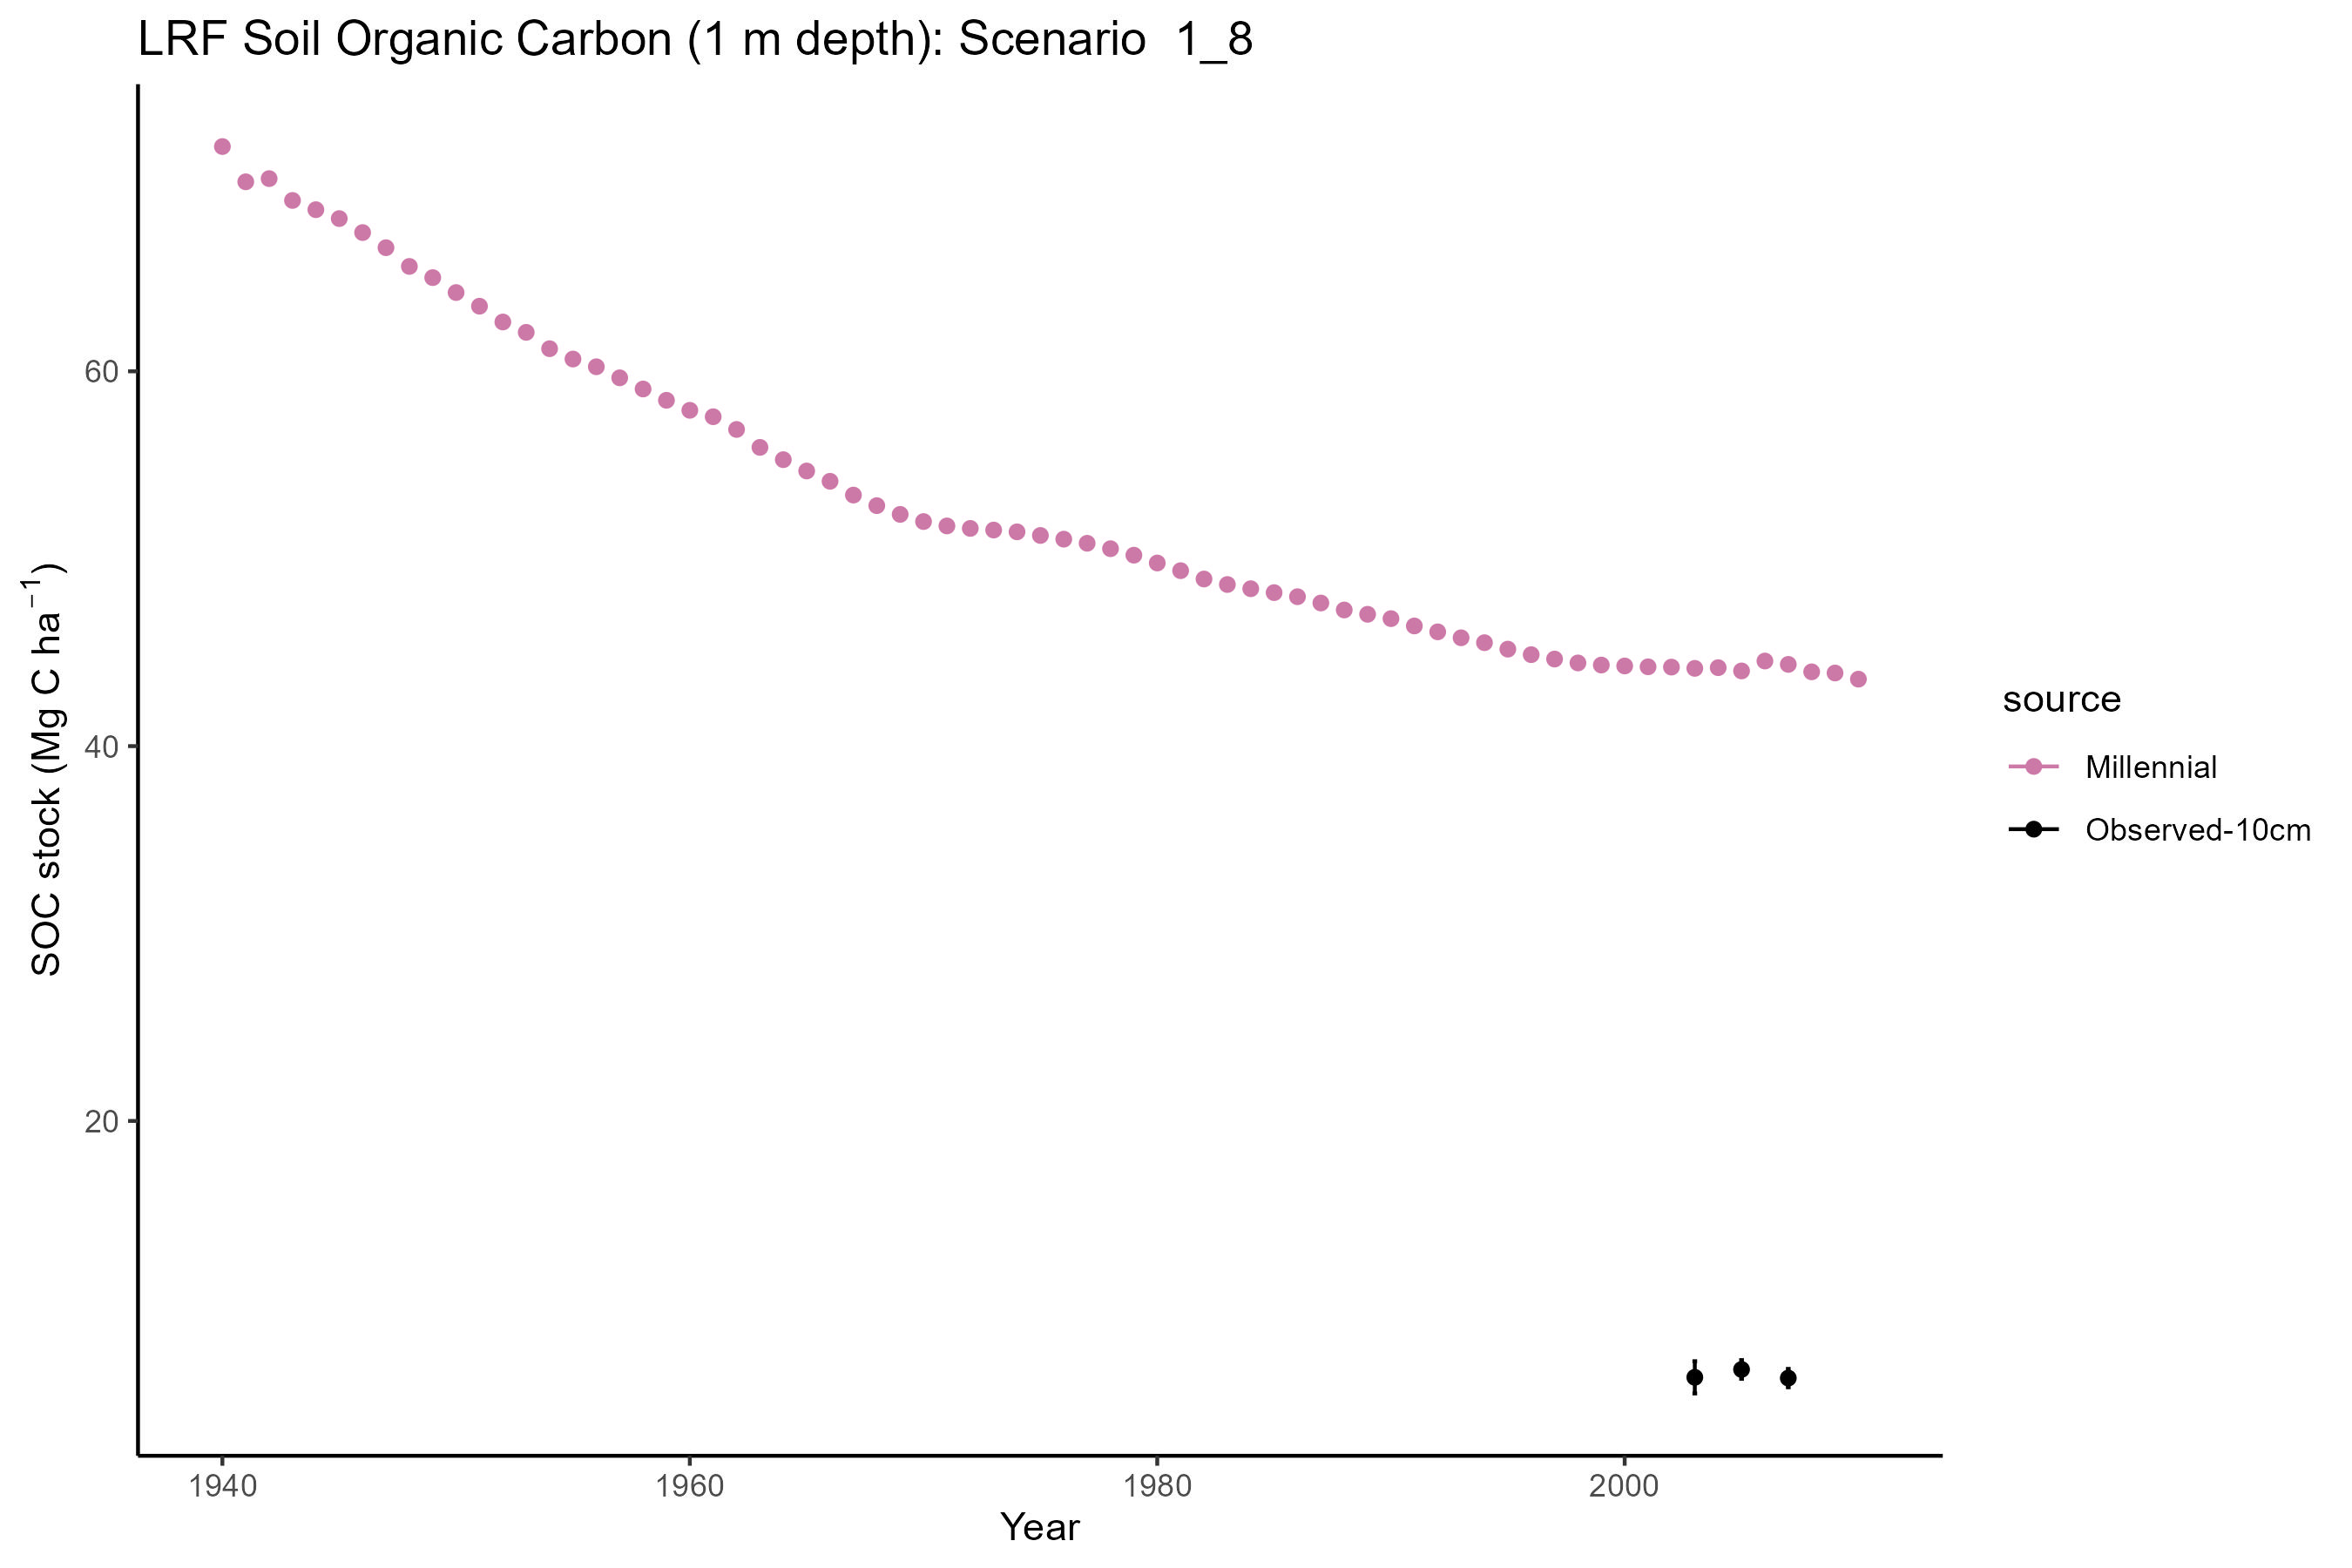 LRF Soil Organic Carbon (1 m depth): Scenario  1_8
60
40
20
SOC stock (Mg C ha⁻¹)
1940
1960
1980
2000
Year
source
Millennial
Observed-10cm